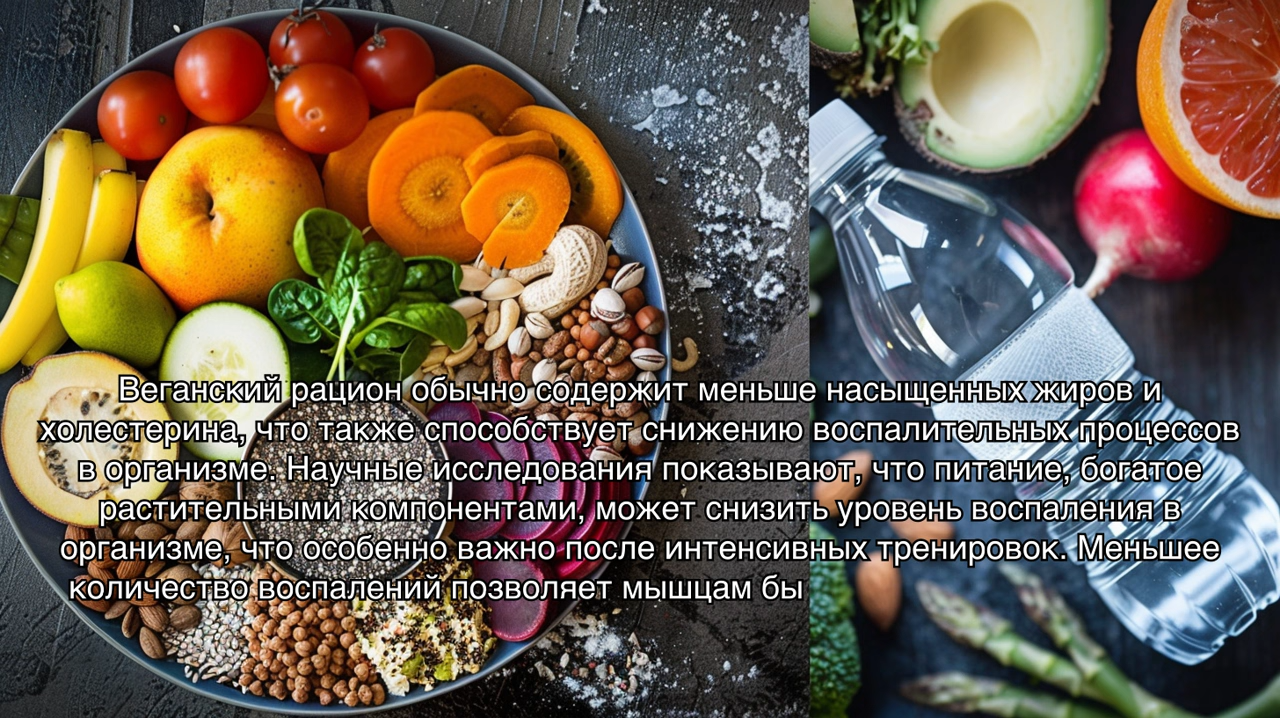 Веганский рацион обычно содержит меньше насыщенных жиров и
холестерина, что также способствует снижению воспалительных процессов
в организме. Научные исследования показывают, что питание, богатое
растительными компонентами, может снизить уровень воспаления в
организме, что особенно важно после интенсивных тренировок. Меньшее
количество воспалений позволяет мышцам бы